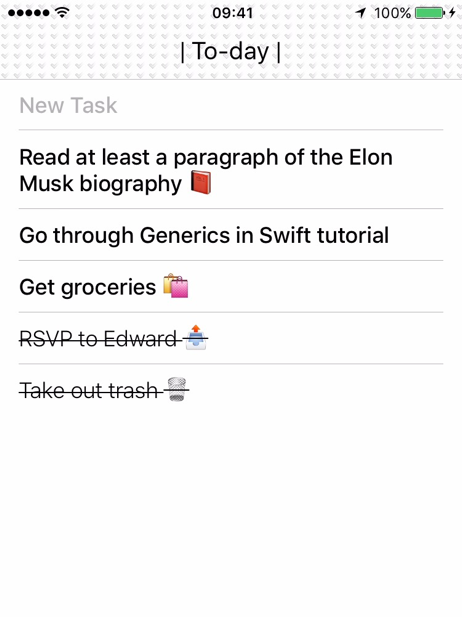 09:41
100%
| To-day |
New Task
Read at least a paragraph of the Elon
Musk biography 📕
Go through Generics in Swift tutorial
Get groceries 🛍️
RSVP to Edward 📤
Take out trash 🗑️